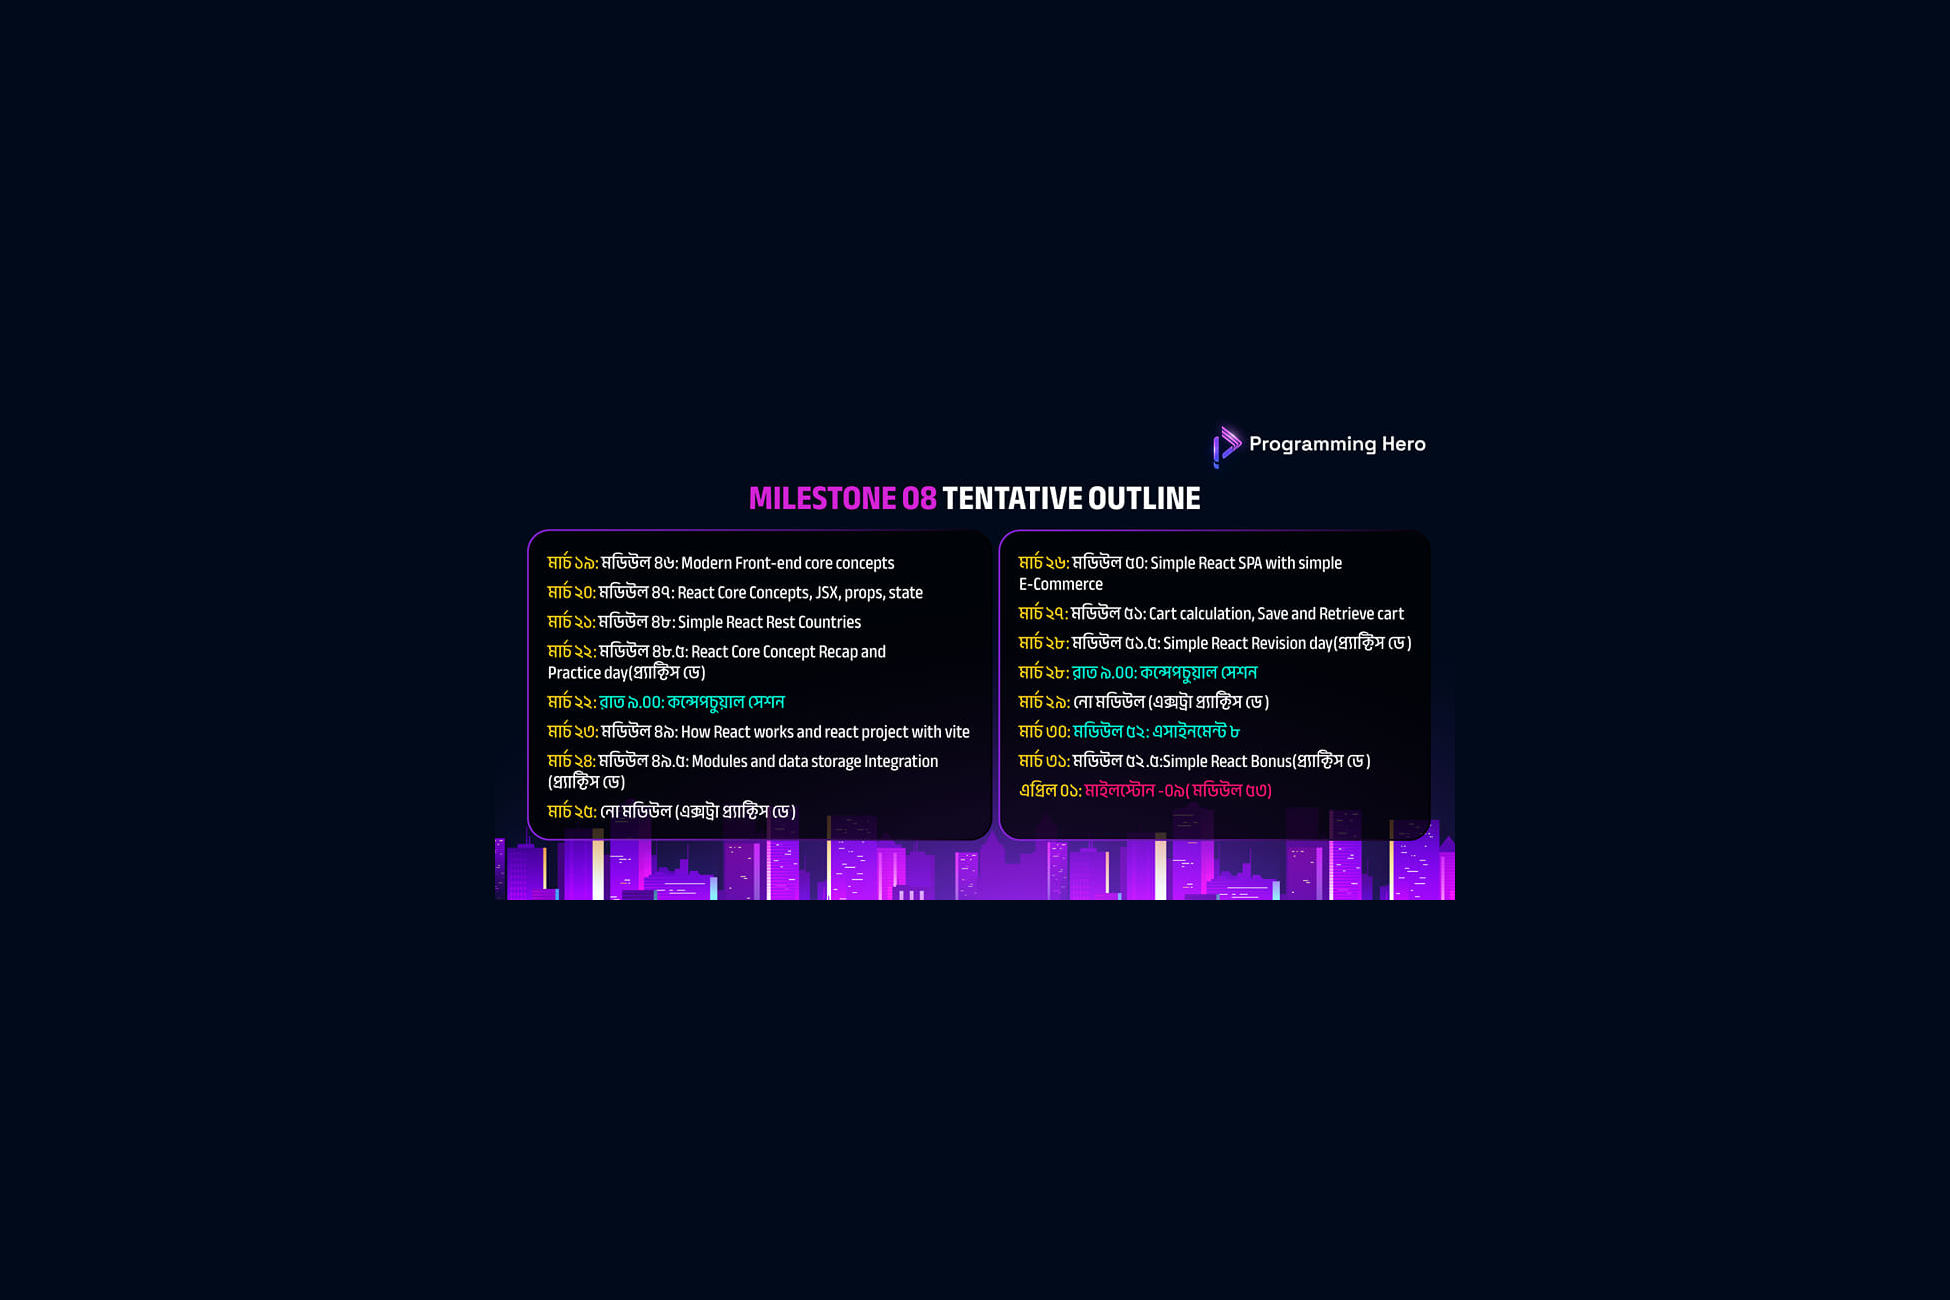 Programming Hero
MILESTONE 08 TENTATIVE OUTLINE
মার্চ ১৯: মডিউল ৪৬: Modern Front-end core concepts
মার্চ ২০: মডিউল ৪৭: React Core Concepts, JSX, props, state
মার্চ ২১: মডিউল ৪৮: Simple React Rest Countries
মার্চ ২২: মডিউল ৪৮.৫: React Core Concept Recap and
Practice day(প্র্যাক্টিস ডে)
মার্চ ২২: রাত ৯.০০: কন্সেপচুয়াল সেশন
মার্চ ২৩: মডিউল ৪৯: How React works and react project with vite
মার্চ ২৪: মডিউল ৪৯.৫: Modules and data storage Integration
(প্র্যাক্টিস ডে)
মার্চ ২৫: নো মডিউল (এক্সট্রা প্র্যাক্টিস ডে )
মার্চ ২৬: মডিউল ৫০: Simple React SPA with simple
E-Commerce
মার্চ ২৭: মডিউল ৫১: Cart calculation, Save and Retrieve cart
মার্চ ২৮: মডিউল ৫১.৫: Simple React Revision day(প্র্যাক্টিস ডে )
মার্চ ২৮: রাত ৯.০০: কন্সেপচুয়াল সেশন
মার্চ ২৯: নো মডিউল (এক্সট্রা প্র্যাক্টিস ডে )
মার্চ ৩০: মডিউল ৫২: এসাইনমেন্ট ৮
মার্চ ৩১: মডিউল ৫২.৫:Simple React Bonus(প্র্যাক্টিস ডে )
এপ্রিল ০১: মাইলস্টোন -০৯( মডিউল ৫৩)